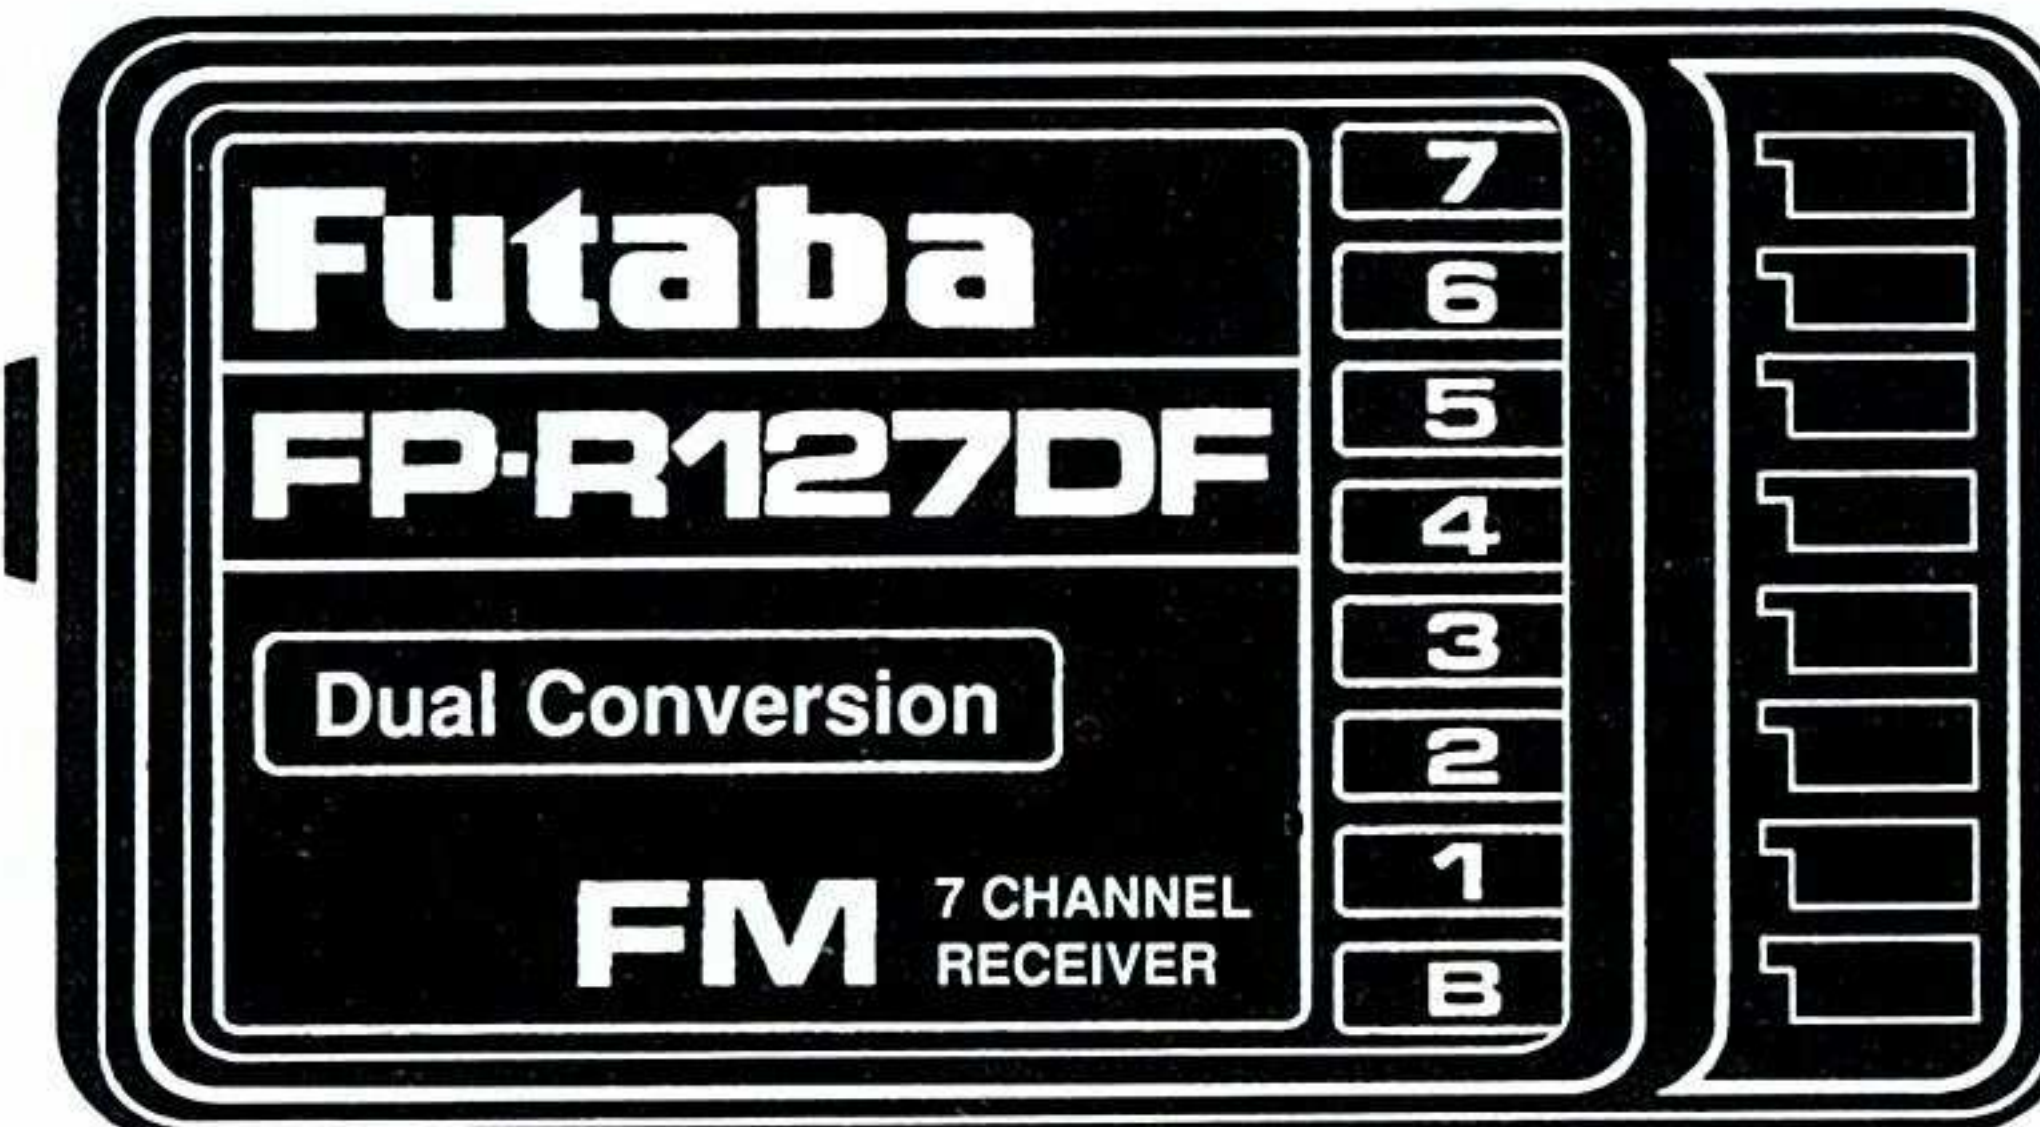 Futaba
FP-R127DF
Dual Conversion
FM 7 CHANNEL
RECEIVER
7
6
5
4
3
2
1
B